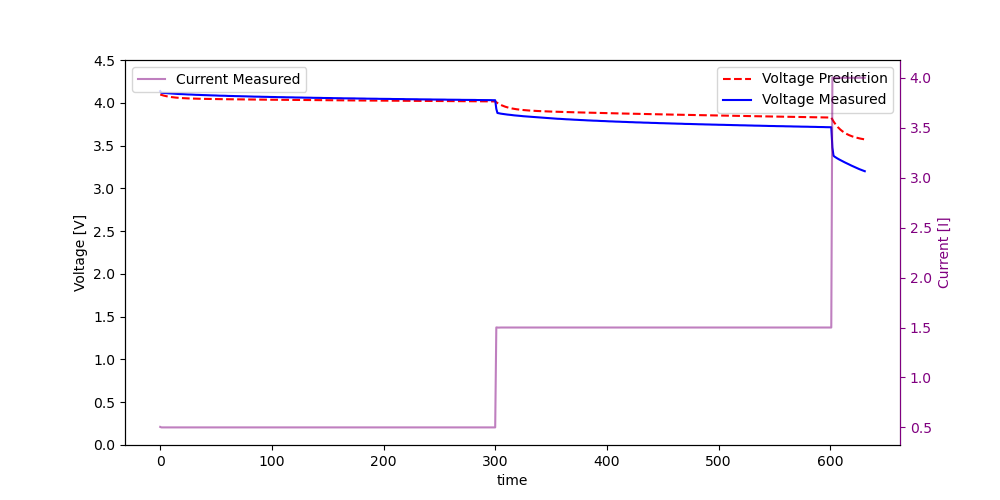 Current Measured
Voltage Prediction
Voltage Measured
Voltage [V]
4.5
4.0
3.5
3.0
2.5
2.0
1.5
1.0
0.5
0.0
0 100 200 300 400 500 600
time
4.0
3.5
3.0
2.5
2.0
1.5
1.0
0.5
Current [I]